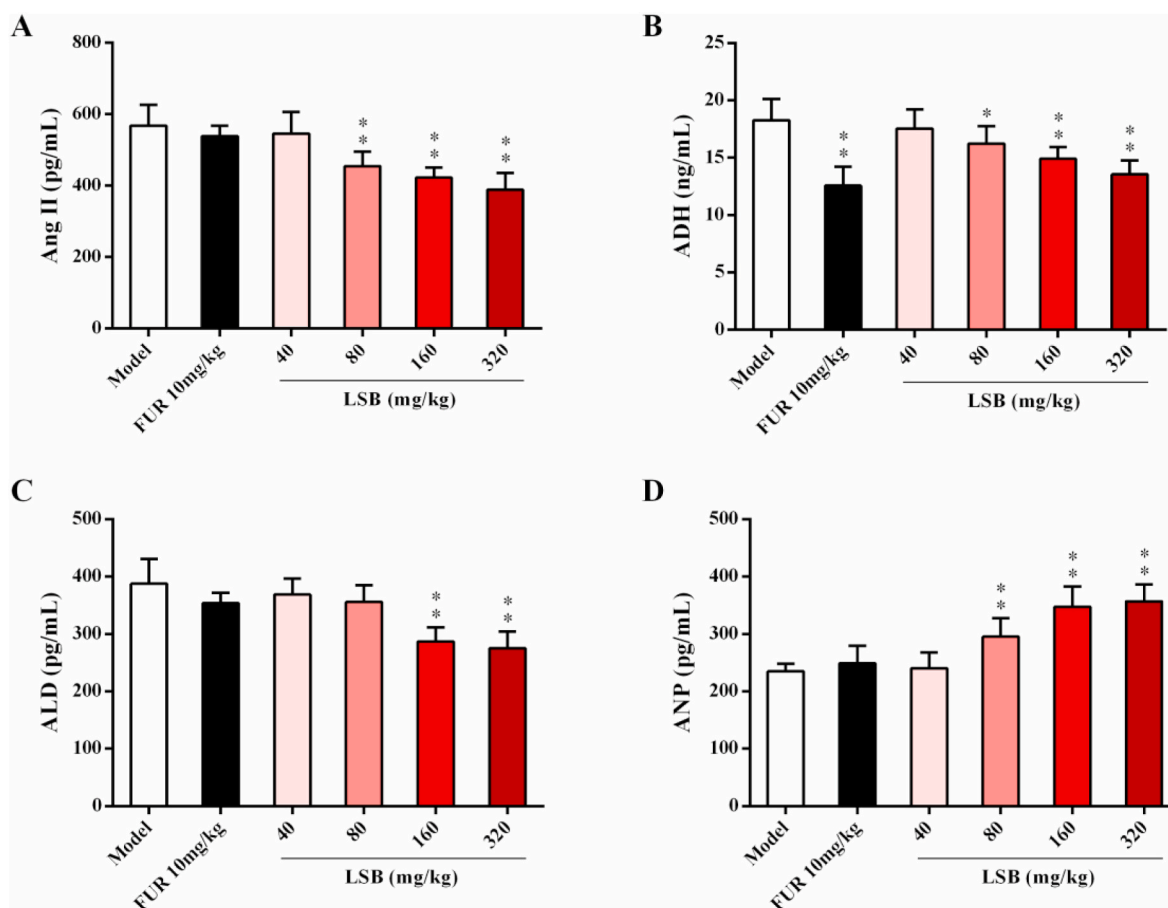 A
800
600
400
200
0
Ang II (pg/mL)
* *
* *
* *
Model
FUR 10mg/kg
40
80
160
320
LSB (mg/kg)
B
25
20
15
10
5
0
ADH (ng/mL)
* *
*
* *
* *
Model
FUR 10mg/kg
40
80
160
320
LSB (mg/kg)
C
500
400
300
200
100
0
ALD (pg/mL)
* *
* *
Model
FUR 10mg/kg
40
80
160
320
LSB (mg/kg)
D
500
400
300
200
100
0
ANP (pg/mL)
* *
* *
* *
Model
FUR 10mg/kg
40
80
160
320
LSB (mg/kg)